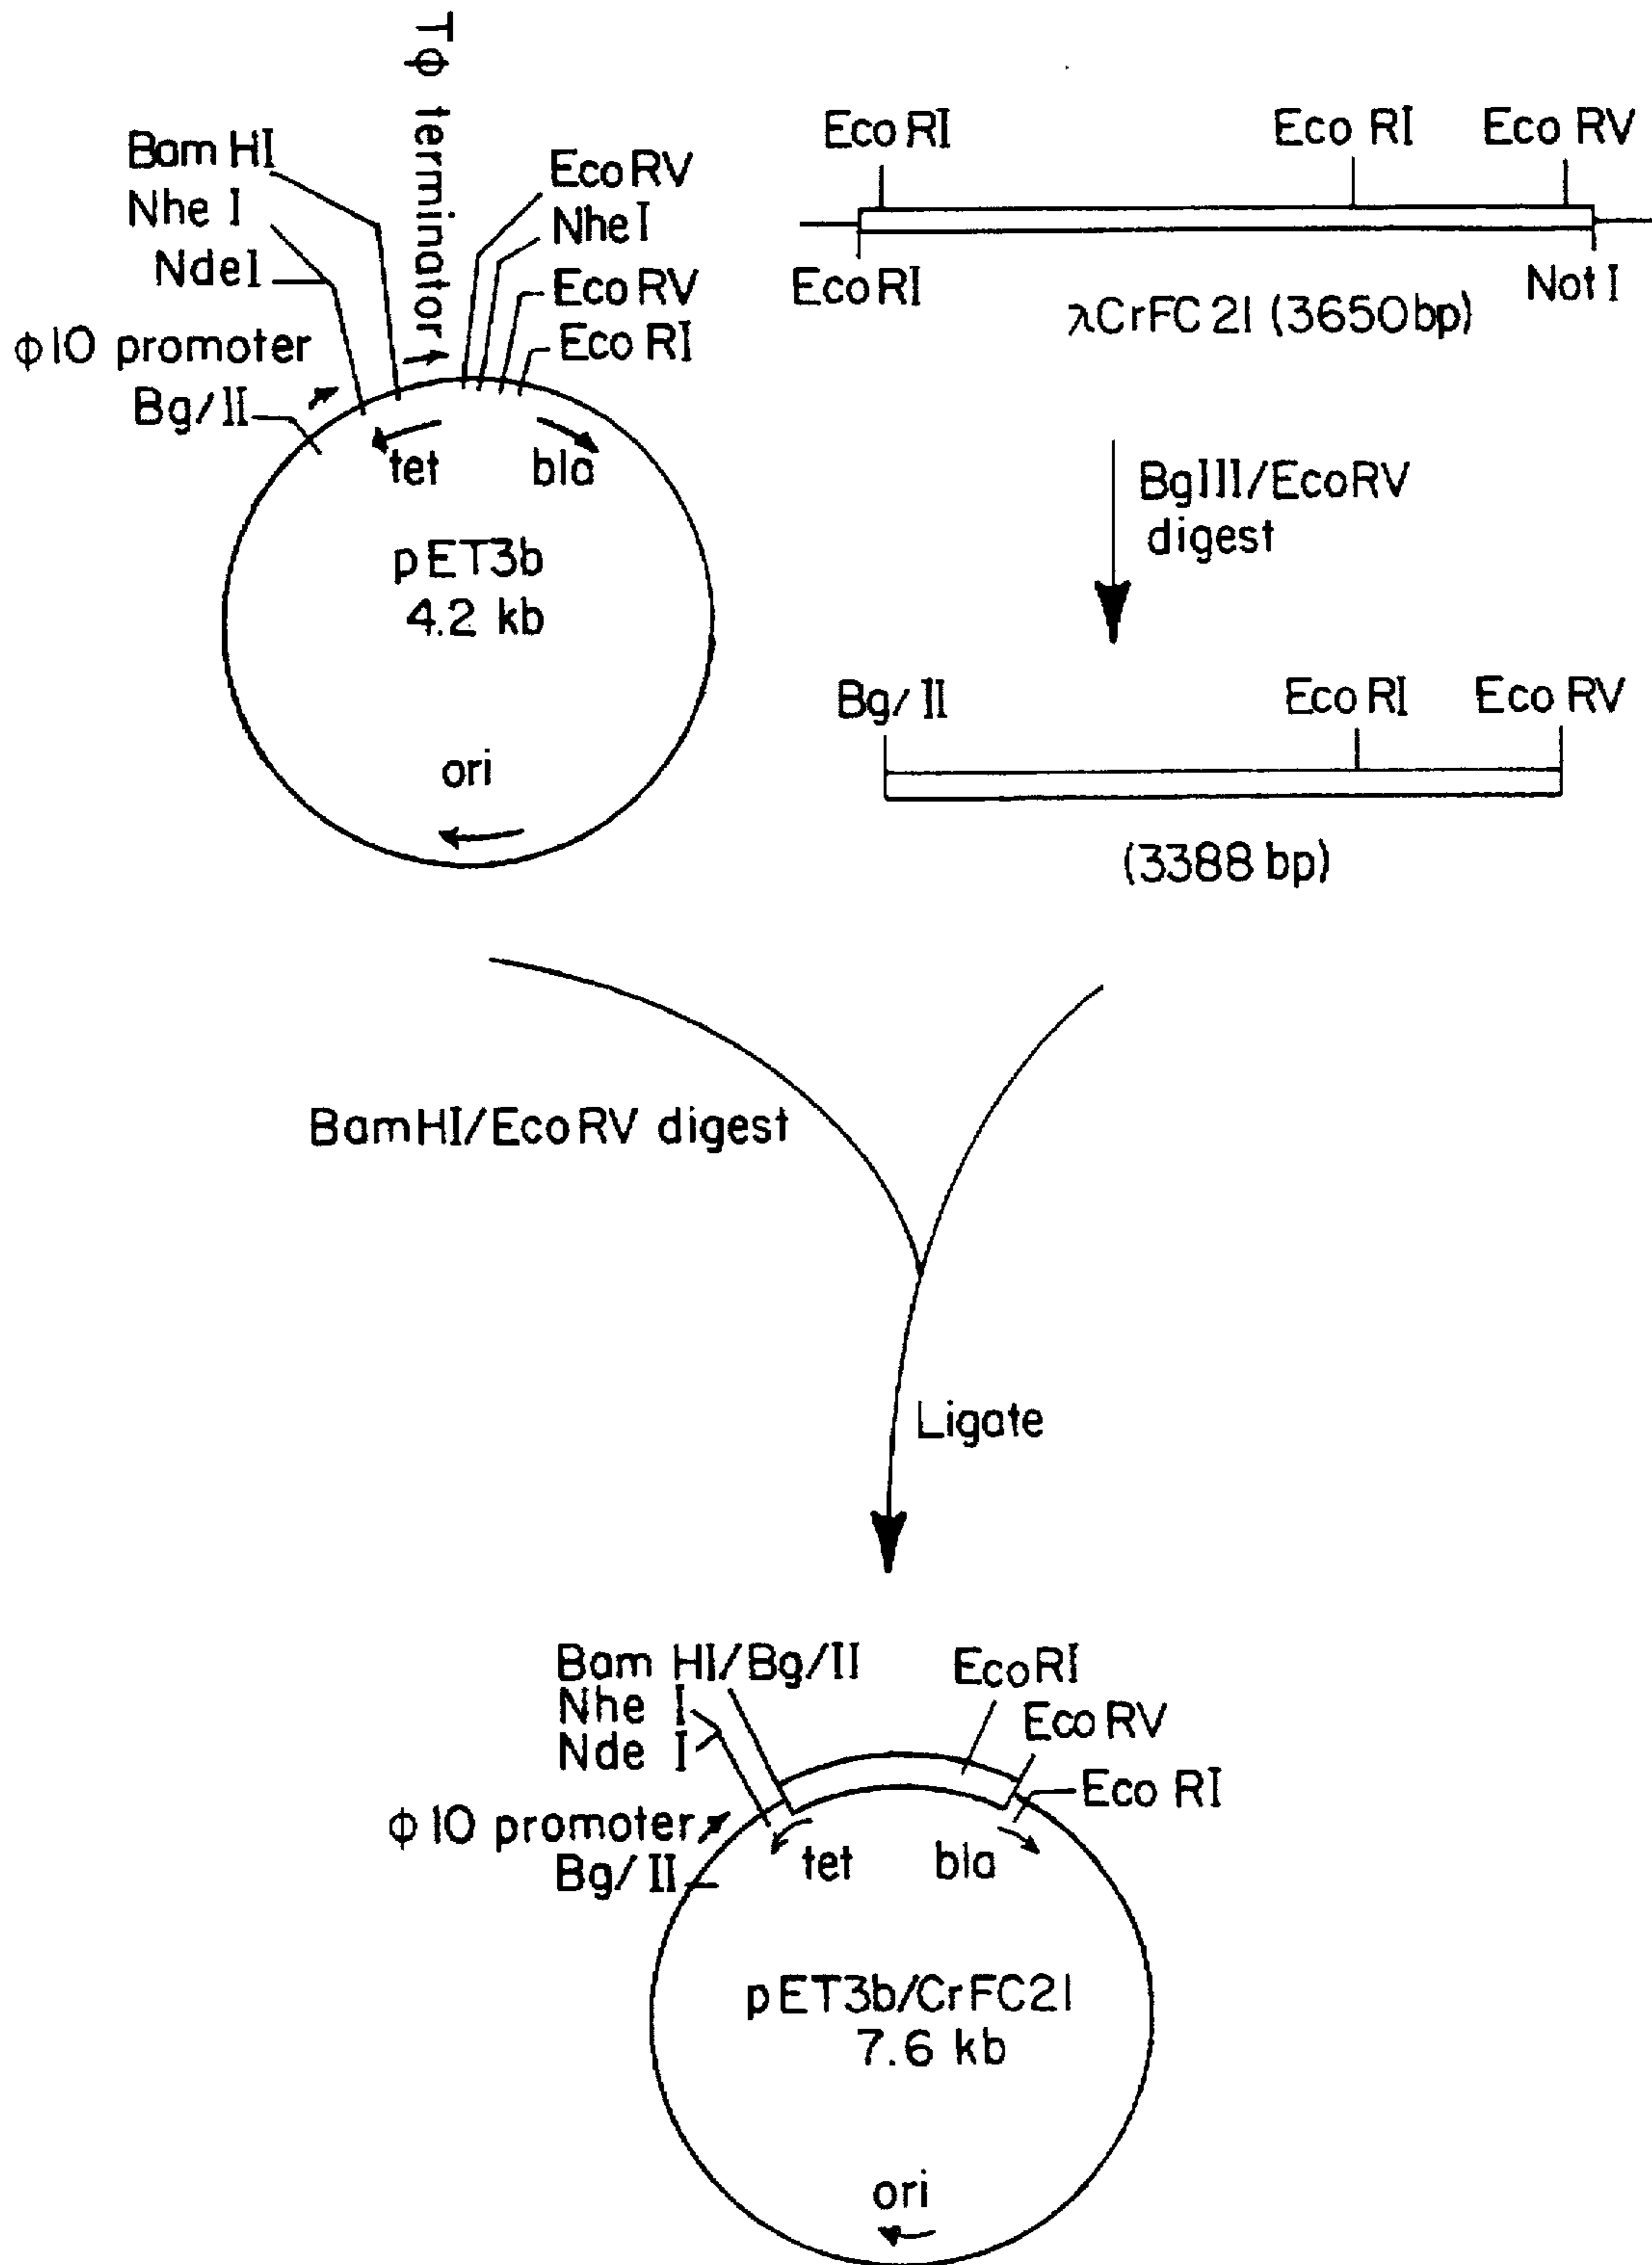 Tϕ terminator
Bam HI
Nhe I
NdeI
ϕ10 promoter
Bg/II
EcoRV
NheI
EcoRV
Eco RI
tet
bla
pET3b
4.2 kb
ori
Eco RI
Eco RI
Eco RV
EcoRI
Not I
λCrFC 21 (3650bp)
BglII/EcoRV
digest
Bg/II
Eco RI
Eco RV
(3388 bp)
BamHI/EcoRV digest
Ligate
Bam HI/Bg/II
Nhe I
Nde I
EcoRI
Eco RV
Eco RI
ϕ10 promoter
Bg/II
tet
bla
pET3b/CrFC21
7.6 kb
ori